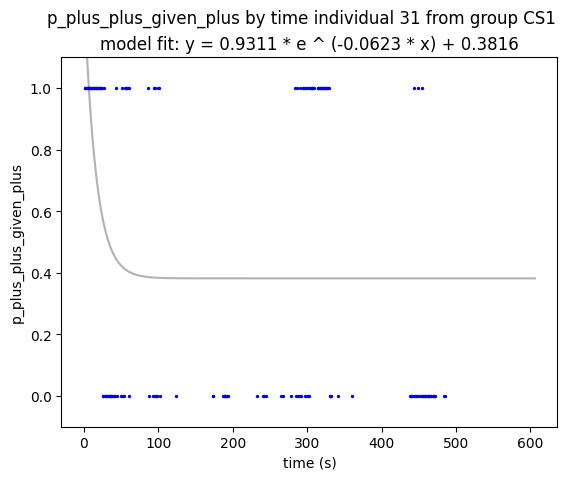 p_plus_plus_given_plus by time individual 31 from group CS1
model fit: y = 0.9311 * e ^ (-0.0623 * x) + 0.3816
1.0
0.8
0.6
0.4
0.2
0.0
p_plus_plus_given_plus
0 100 200 300 400 500 600
time (s)